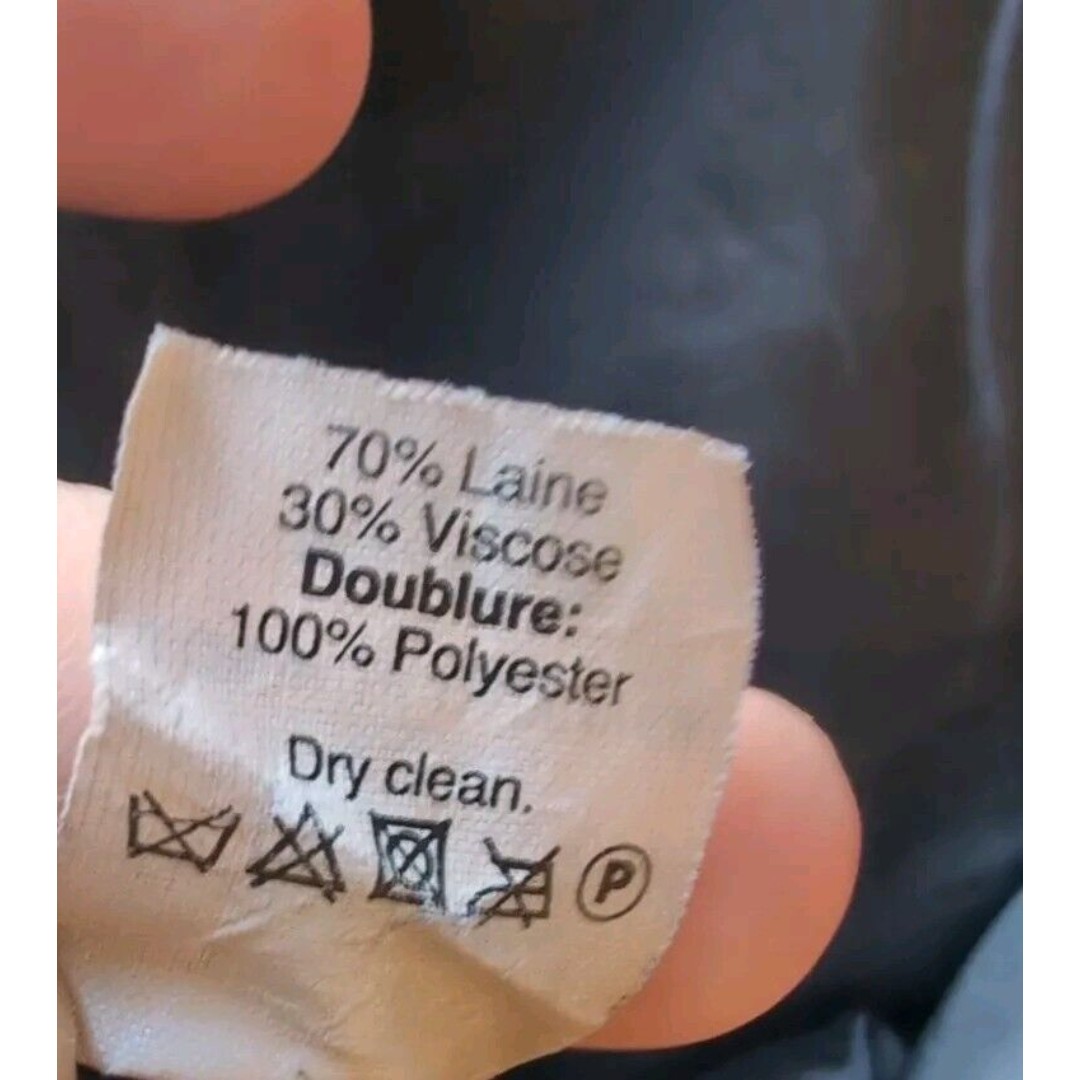 70% Laine
30% Viscose
Doublure:
100% Polyester
Dry clean.
P